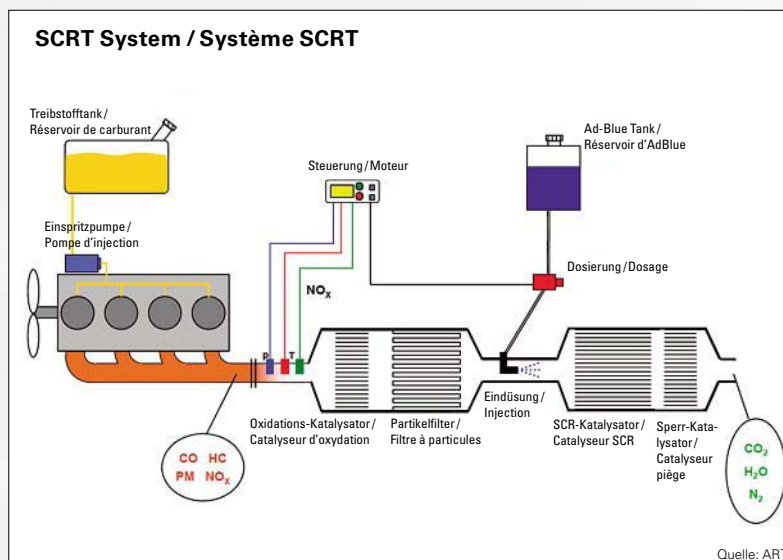 SCRT System / Système SCRT
Treibstofftank /
Réservoir de carburant
Ad-Blue Tank /
Réservoir d'AdBlue
Steuerung / Moteur
Einspritzpumpe /
Pompe d'injection
Dosierung / Dosage
NOx
P
T
Oxidations-Katalysator /
Catalyseur d'oxydation
Partikelfilter /
Filtre à particules
Eindüsung /
Injection
SCR-Katalysator /
Catalyseur SCR
Sperr-Kata-
lysator /
Catalyseur
piège
CO HC
PM NOx
CO2
H2O
N2
Quelle: ART